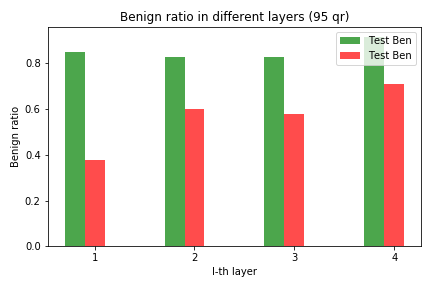 Benign ratio in different layers (95 qr)
Test Ben
Test Ben
Benign ratio
0.8
0.6
0.4
0.2
0.0
1 2 3 4
l-th layer